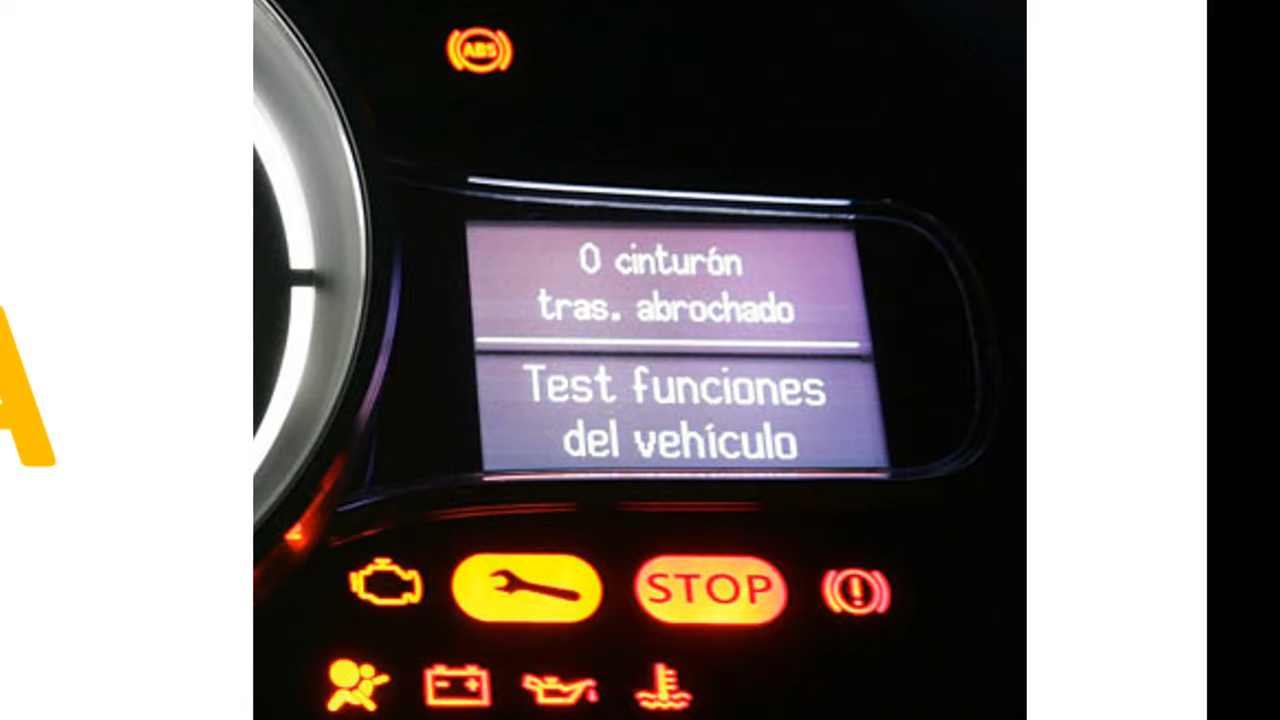 A
ABS
0 cinturón
tras. abrochado
Test funciones
del vehículo
STOP